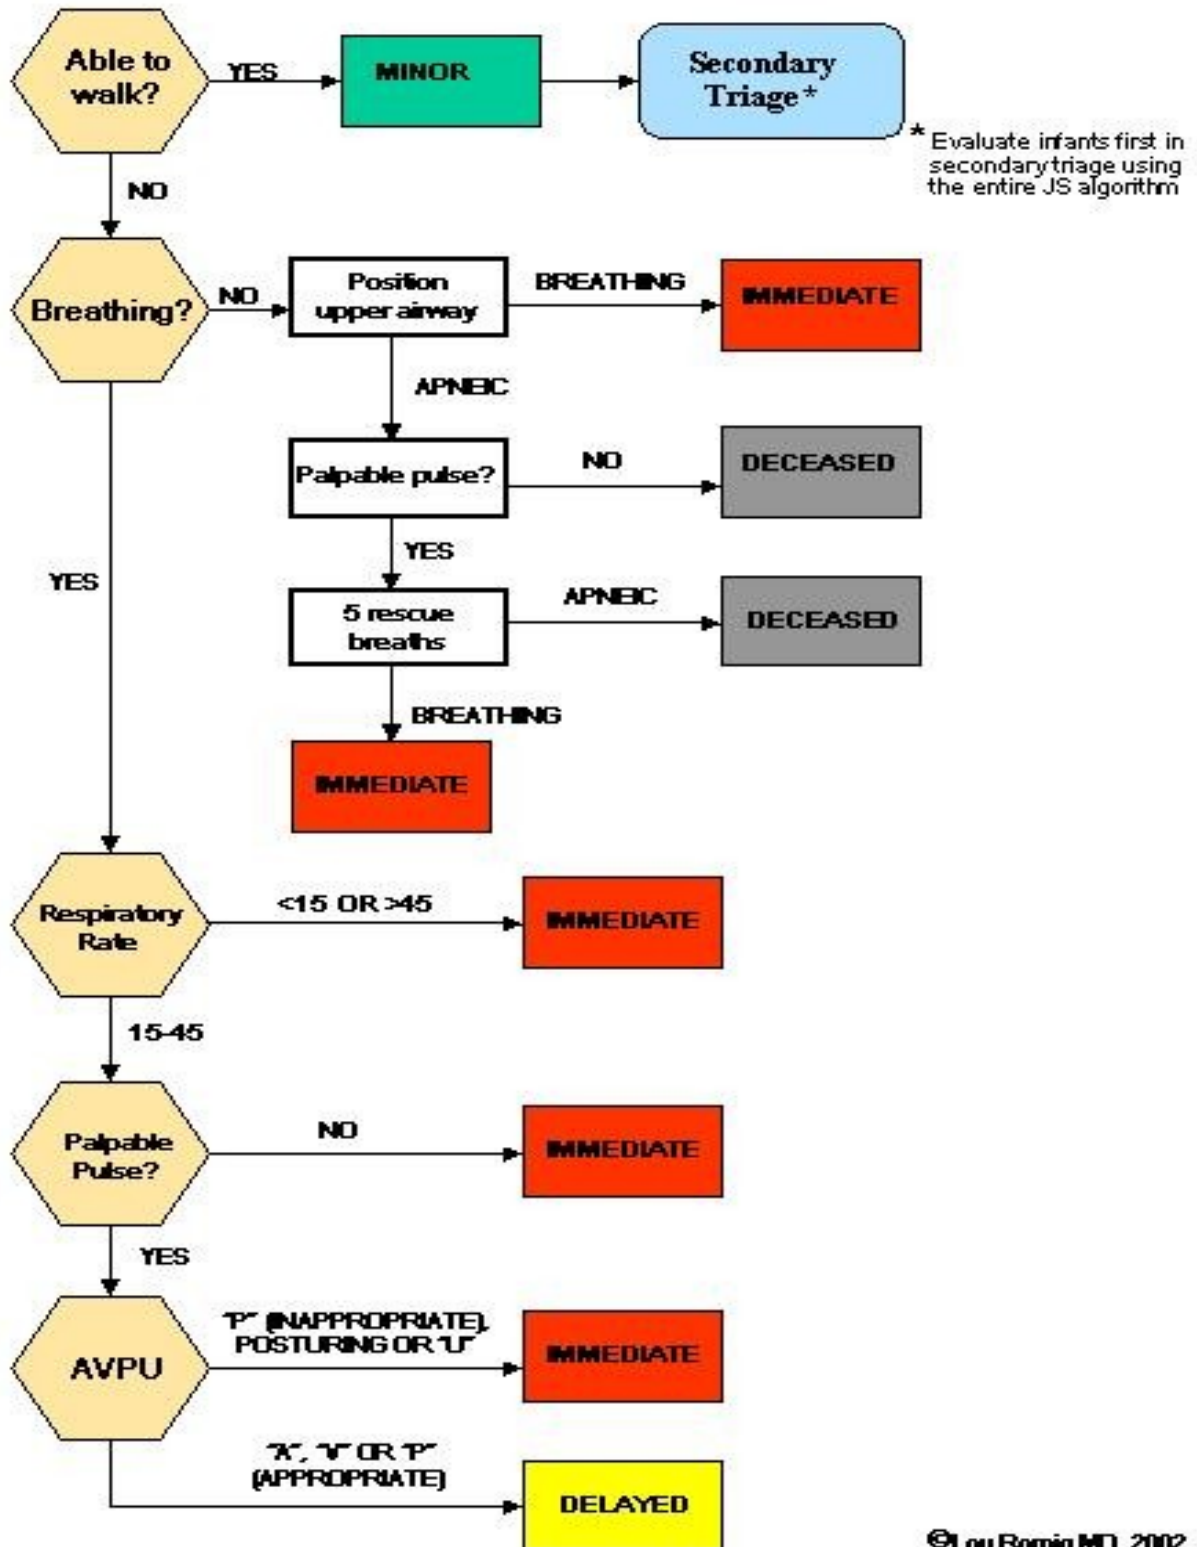 Able to
walk?
YES
MINOR
Secondary
Triage*
* Evaluate infants first in
secondary triage using
the entire JS algorithm
NO
Breathing?
NO
Position
upper airway
BREATHING
IMMEDIATE
APNEIC
Palpable pulse?
NO
DECEASED
YES
YES
5 rescue
breaths
APNEIC
DECEASED
BREATHING
IMMEDIATE
Respiratory
Rate
<15 OR >45
IMMEDIATE
15-45
Palpable
Pulse?
NO
IMMEDIATE
YES
AVPU
"P" (INAPPROPRIATE),
POSTURING OR "U"
IMMEDIATE
"A", "V" OR "P"
(APPROPRIATE)
DELAYED
©Lou Romig MD, 2002